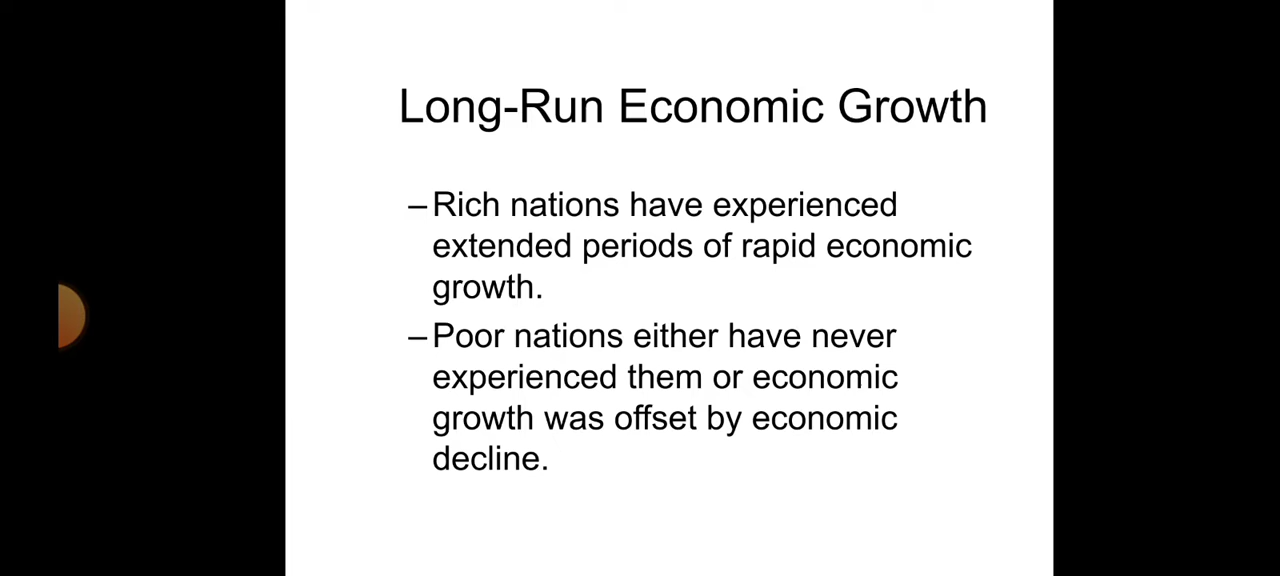 Long-Run Economic Growth
–Rich nations have experienced
extended periods of rapid economic
growth.
–Poor nations either have never
experienced them or economic
growth was offset by economic
decline.